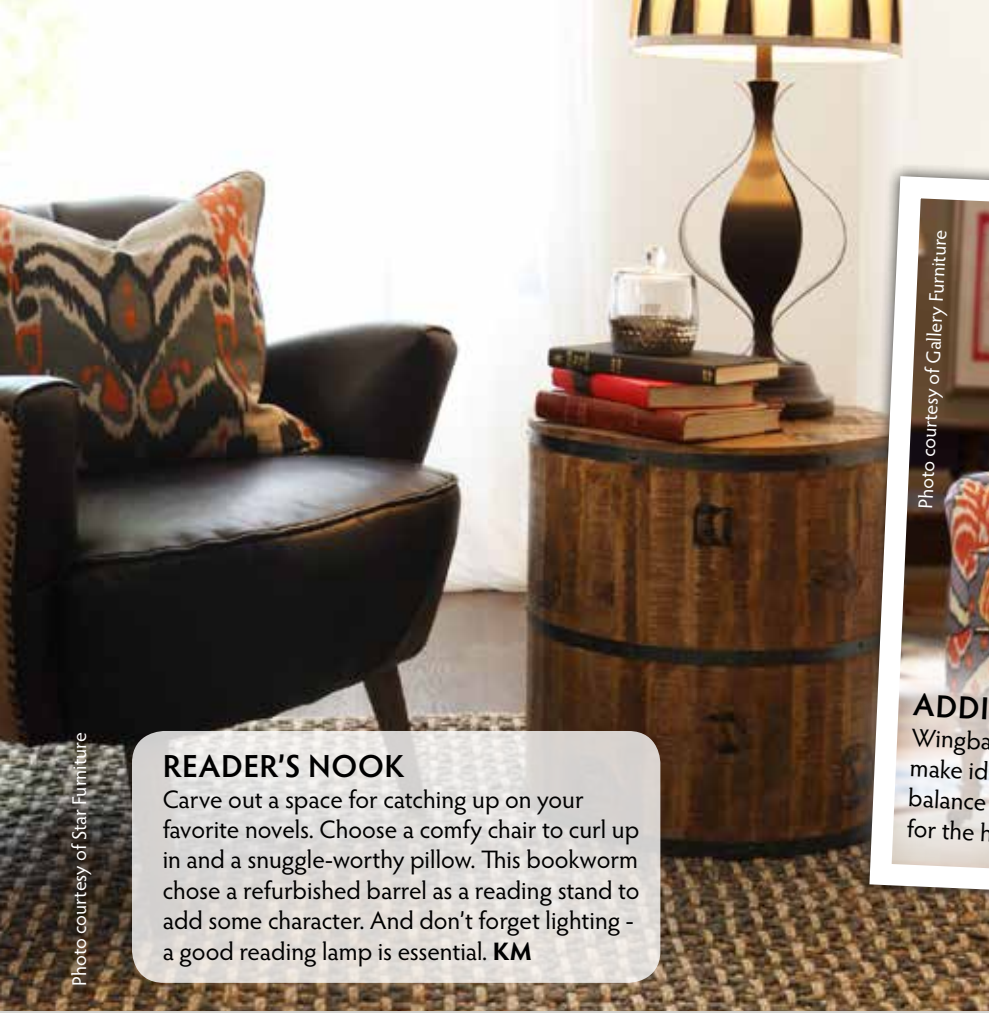 READER'S NOOK
Carve out a space for catching up on your
favorite novels. Choose a comfy chair to curl up
in and a snuggle-worthy pillow. This bookworm
chose a refurbished barrel as a reading stand to
add some character. And don't forget lighting -
a good reading lamp is essential. KM
Photo courtesy of Star Furniture
Photo courtesy of Gallery Furniture
ADDI
Wingba
make id
balance
for the h